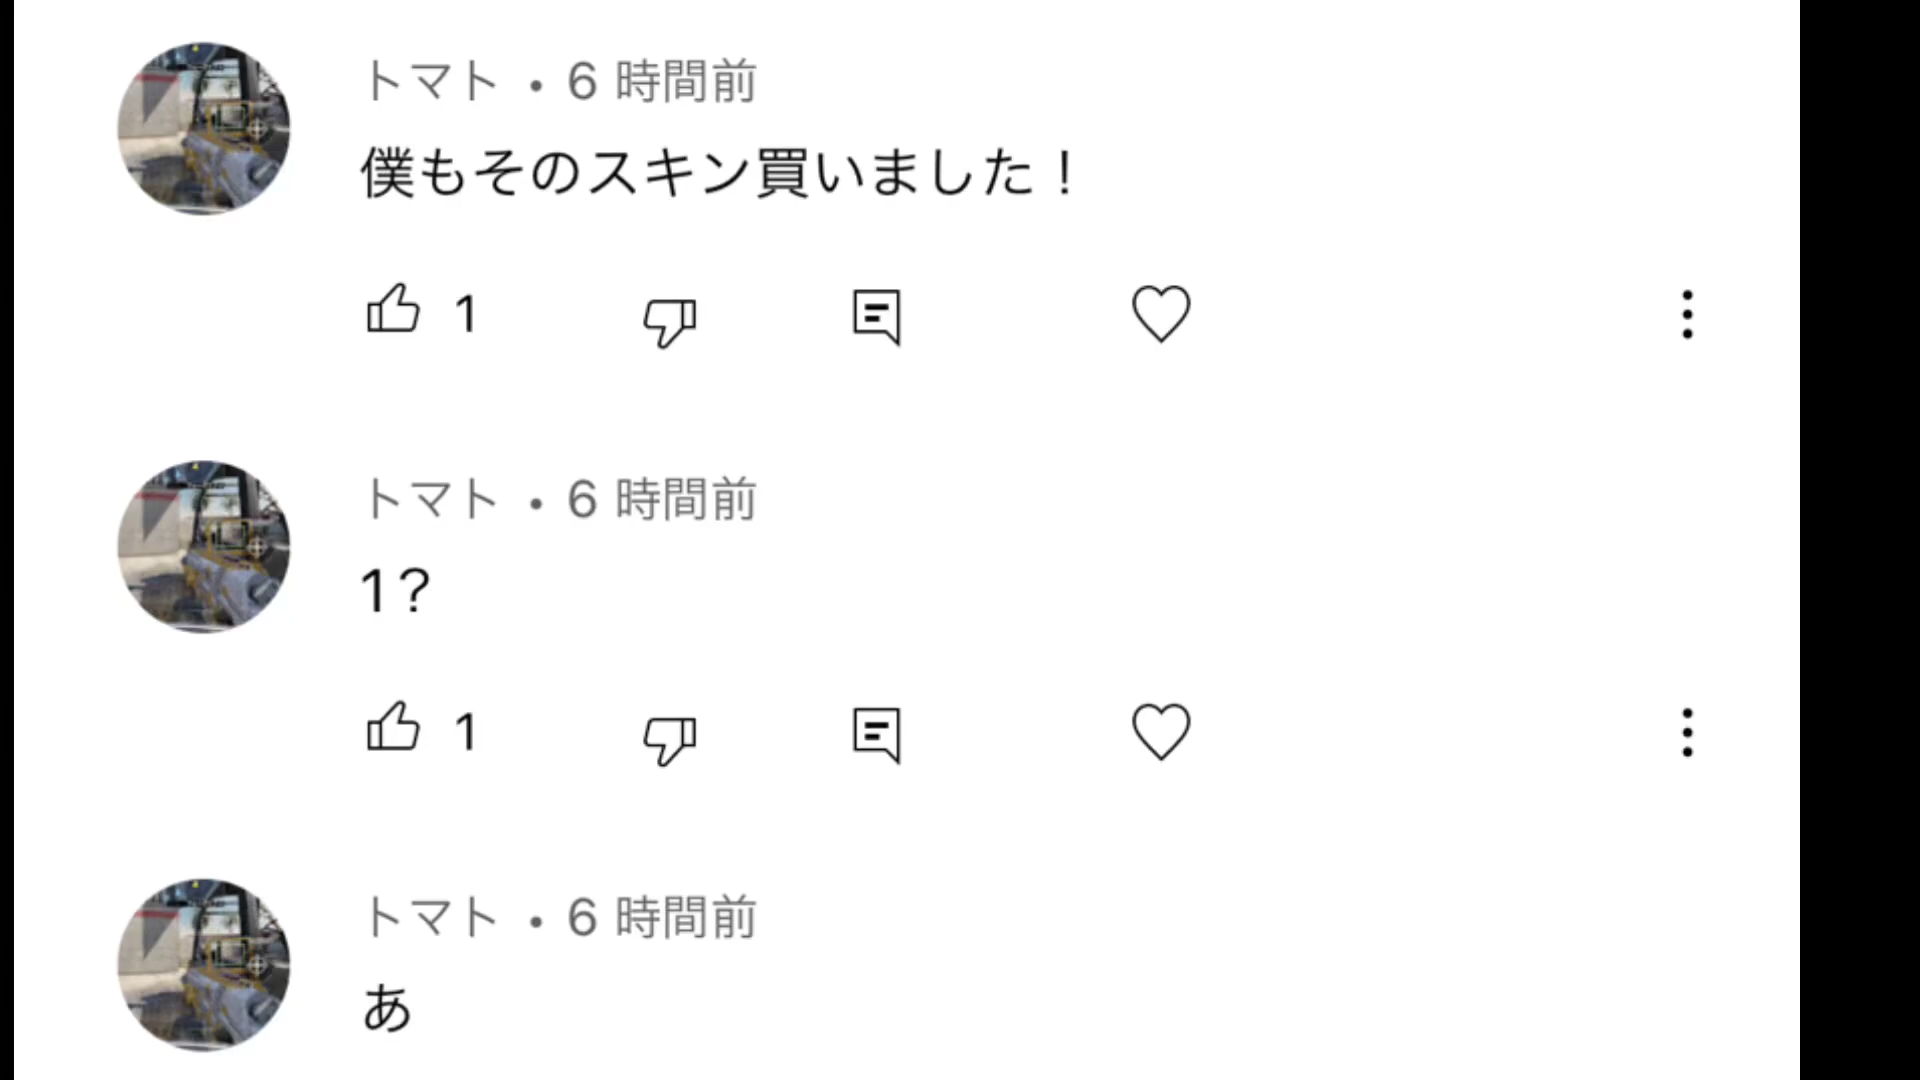 トマト • 6 時間前
僕もそのスキン買いました！
1
トマト • 6 時間前
1？
1
トマト • 6 時間前
あ